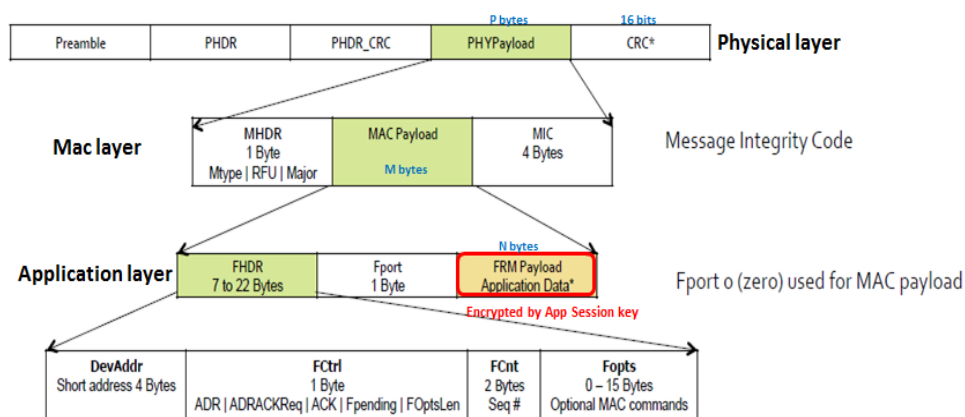 P bytes
16 bits
Preamble
PHDR
PHDR_CRC
PHYPayload
CRC*
Physical layer
Mac layer
MHDR
1 Byte
Mtype | RFU | Major
MAC Payload
M bytes
MIC
4 Bytes
Message Integrity Code
N bytes
Application layer
FHDR
7 to 22 Bytes
Fport
1 Byte
FRM Payload
Application Data*
Fport o (zero) used for MAC payload
Encrypted by App Session key
DevAddr
Short address 4 Bytes
FCtrl
1 Byte
ADR | ADRACKReq | ACK | Fpending | FOptsLen
FCnt
2 Bytes
Seq #
Fopts
0 – 15 Bytes
Optional MAC commands